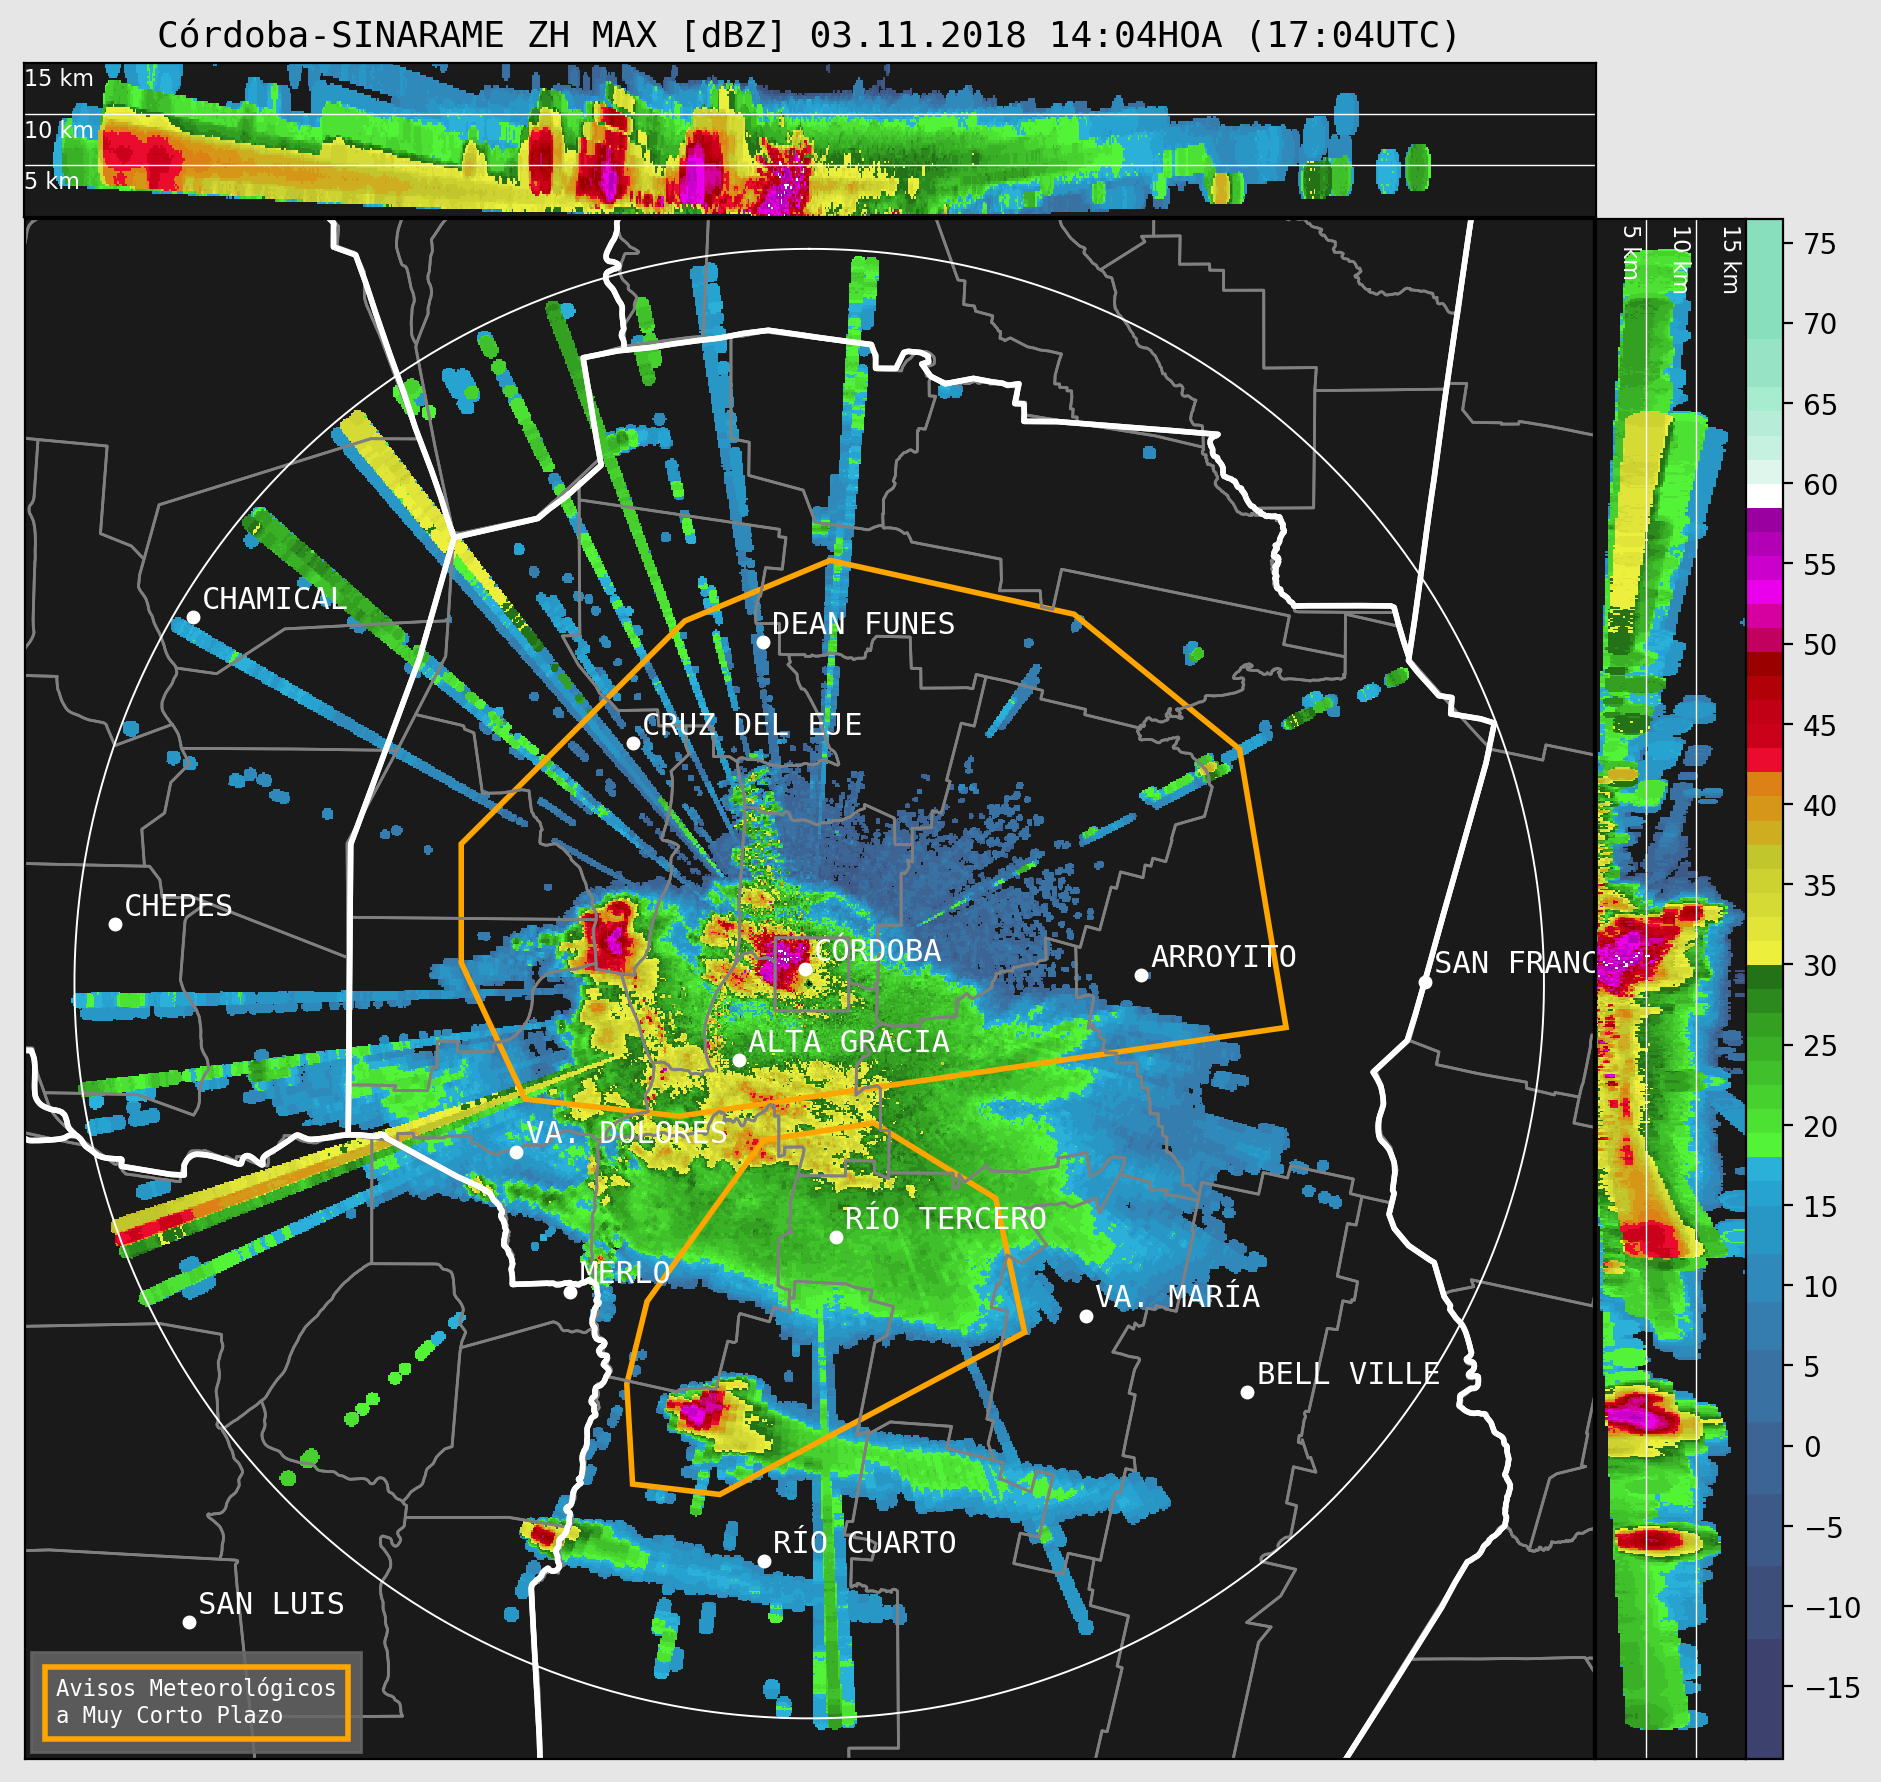 Córdoba-SINARAME ZH MAX [dBZ] 03.11.2018 14:04HOA (17:04UTC)
15 km
10 km
5 km
5 km
10 km
15 km
75
70
65
60
55
50
45
40
35
30
25
20
15
10
5
0
−5
−10
−15
CHAMICAL
DEAN FUNES
CRUZ DEL EJE
CHEPES
CÓRDOBA
ARROYITO
SAN FRANC
ALTA GRACIA
VA. DOLORES
RÍO TERCERO
MERLO
VA. MARÍA
BELL VILLE
RÍO CUARTO
SAN LUIS
Avisos Meteorológicos
a Muy Corto Plazo